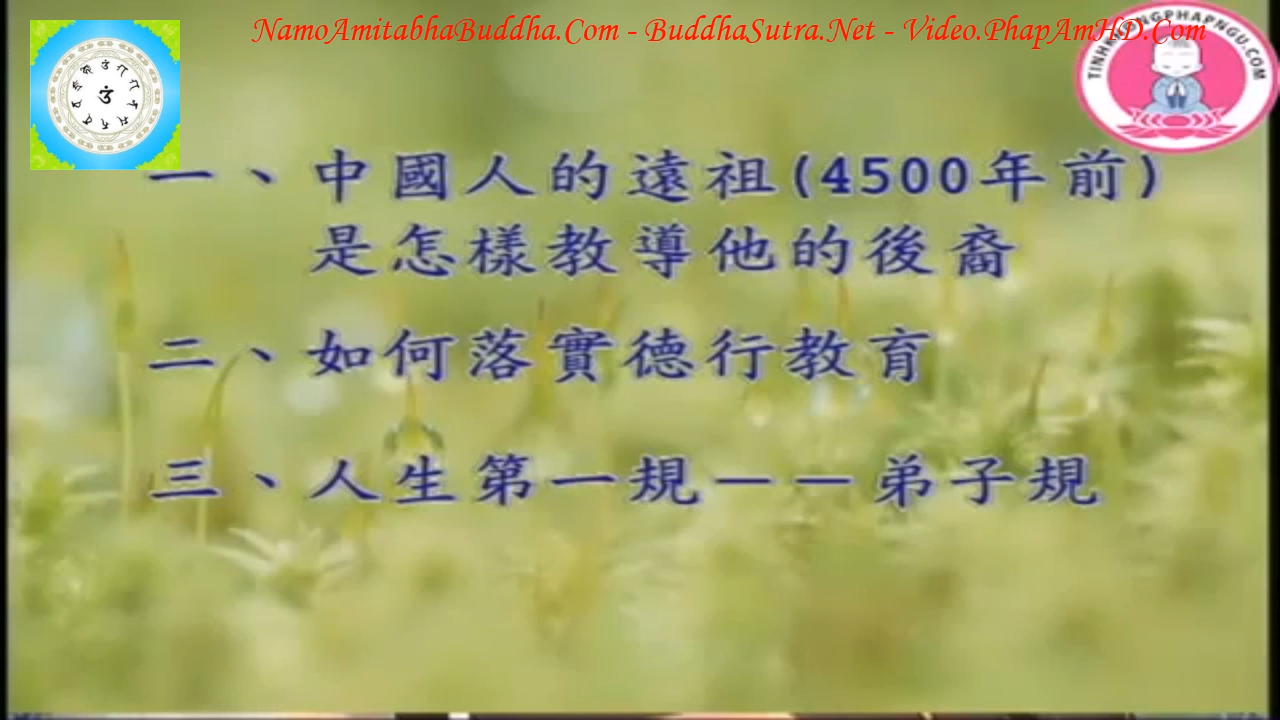 NamoAmitabhaBuddha.Com - BuddhaSutra.Net - Video.PhapAmHD.Com
一、中國人的遠祖(4500年前)
是怎樣教導他的後裔
二、如何落實德行教育
三、人生第一規——弟子規